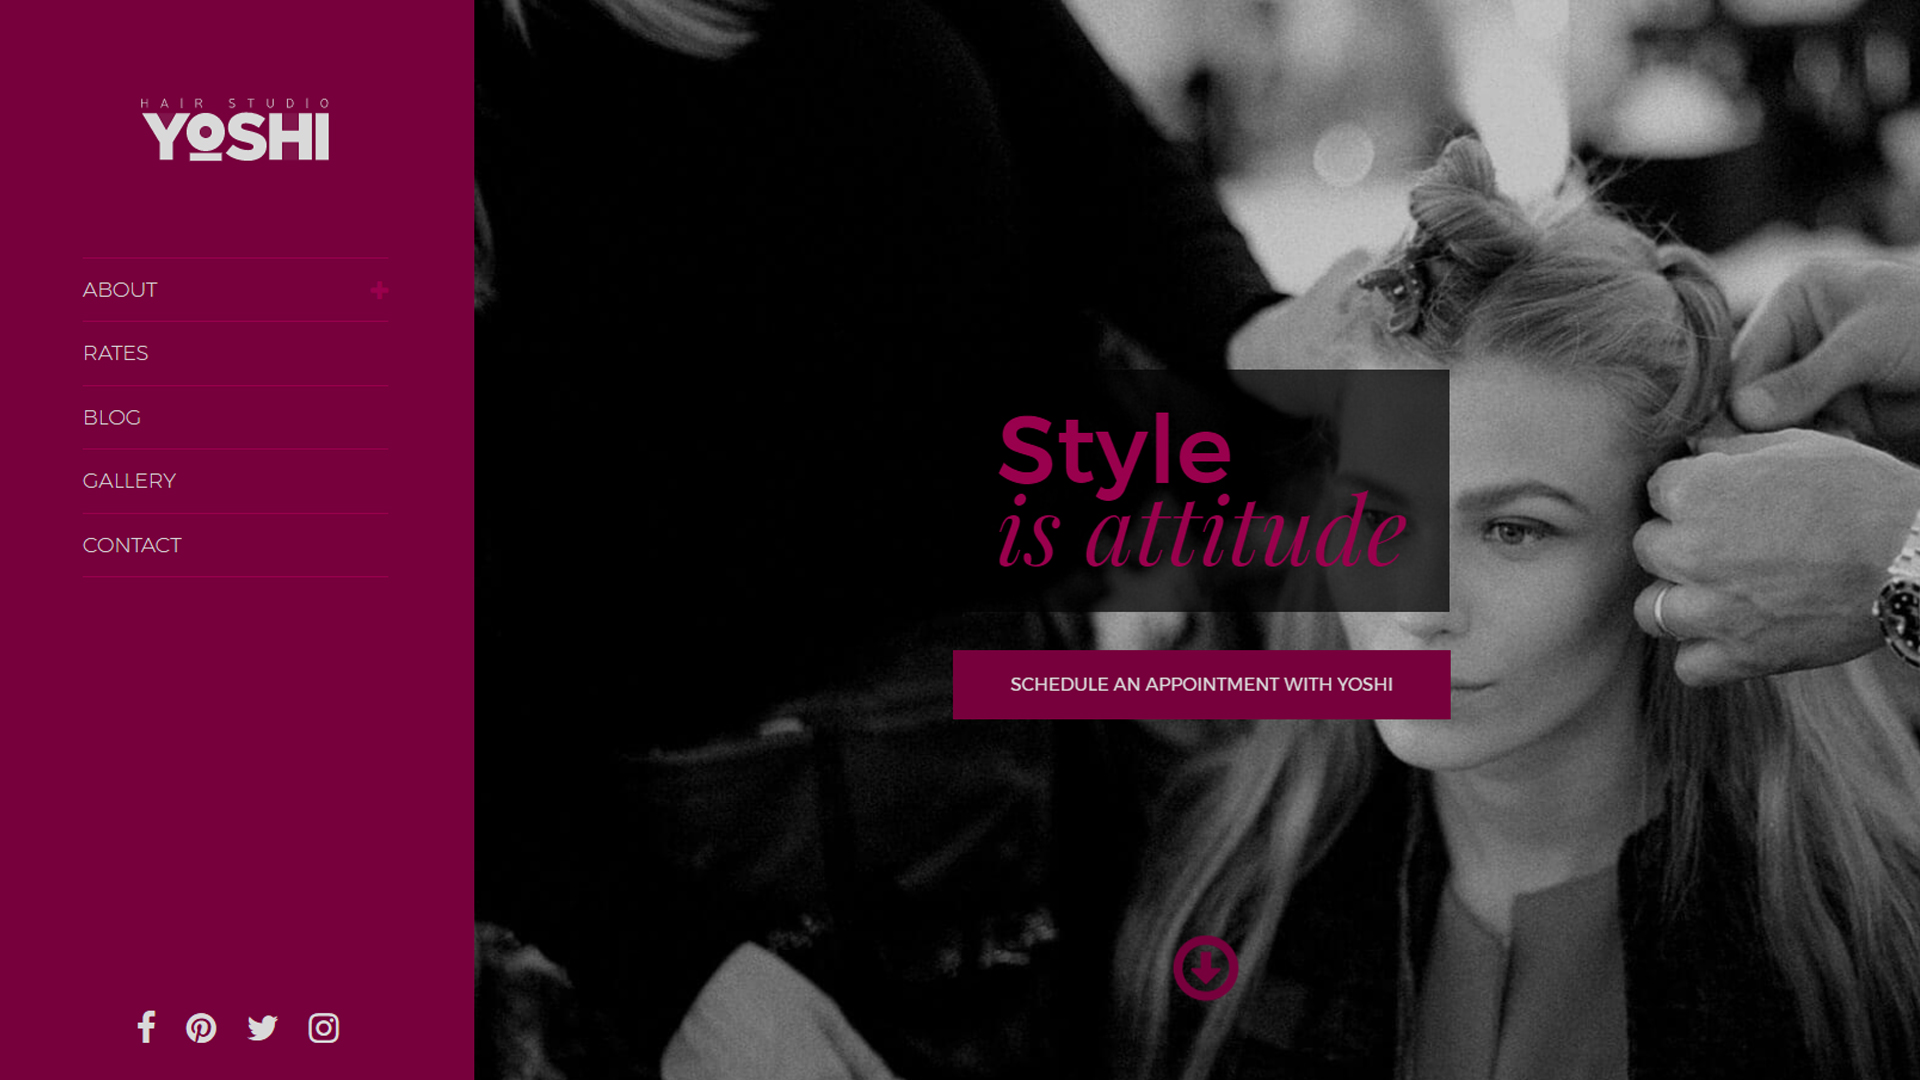 HAIR STUDIO
YOSHI
ABOUT
RATES
BLOG
GALLERY
CONTACT
Style
is attitude
SCHEDULE AN APPOINTMENT WITH YOSHI